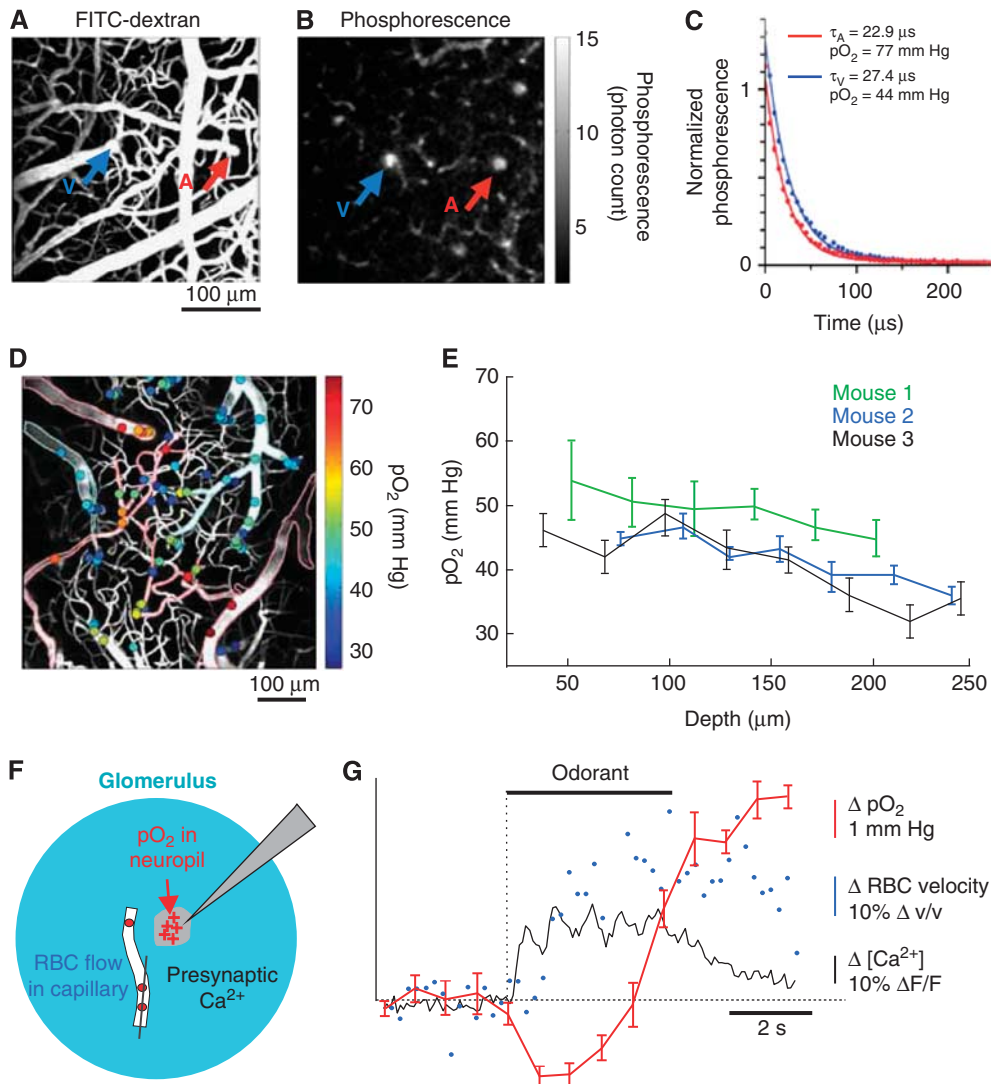 A
FITC-dextran
V
A
100 μm
B
Phosphorescence
V
A
15
10
5
Phosphorescence
(photon count)
C
τA = 22.9 μs
pO2 = 77 mm Hg
τV = 27.4 μs
pO2 = 44 mm Hg
Normalized
phosphorescence
1
0
0
100
200
Time (μs)
D
70
60
50
40
30
pO2 (mm Hg)
100 μm
E
Mouse 1
Mouse 2
Mouse 3
pO2 (mm Hg)
70
60
50
40
30
50
100
150
200
250
Depth (μm)
F
Glomerulus
pO2 in
neuropil
RBC flow
in capillary
Presynaptic
Ca2+
G
Odorant
Δ pO2
1 mm Hg
Δ RBC velocity
10% Δ v/v
Δ [Ca2+]
10% ΔF/F
2 s